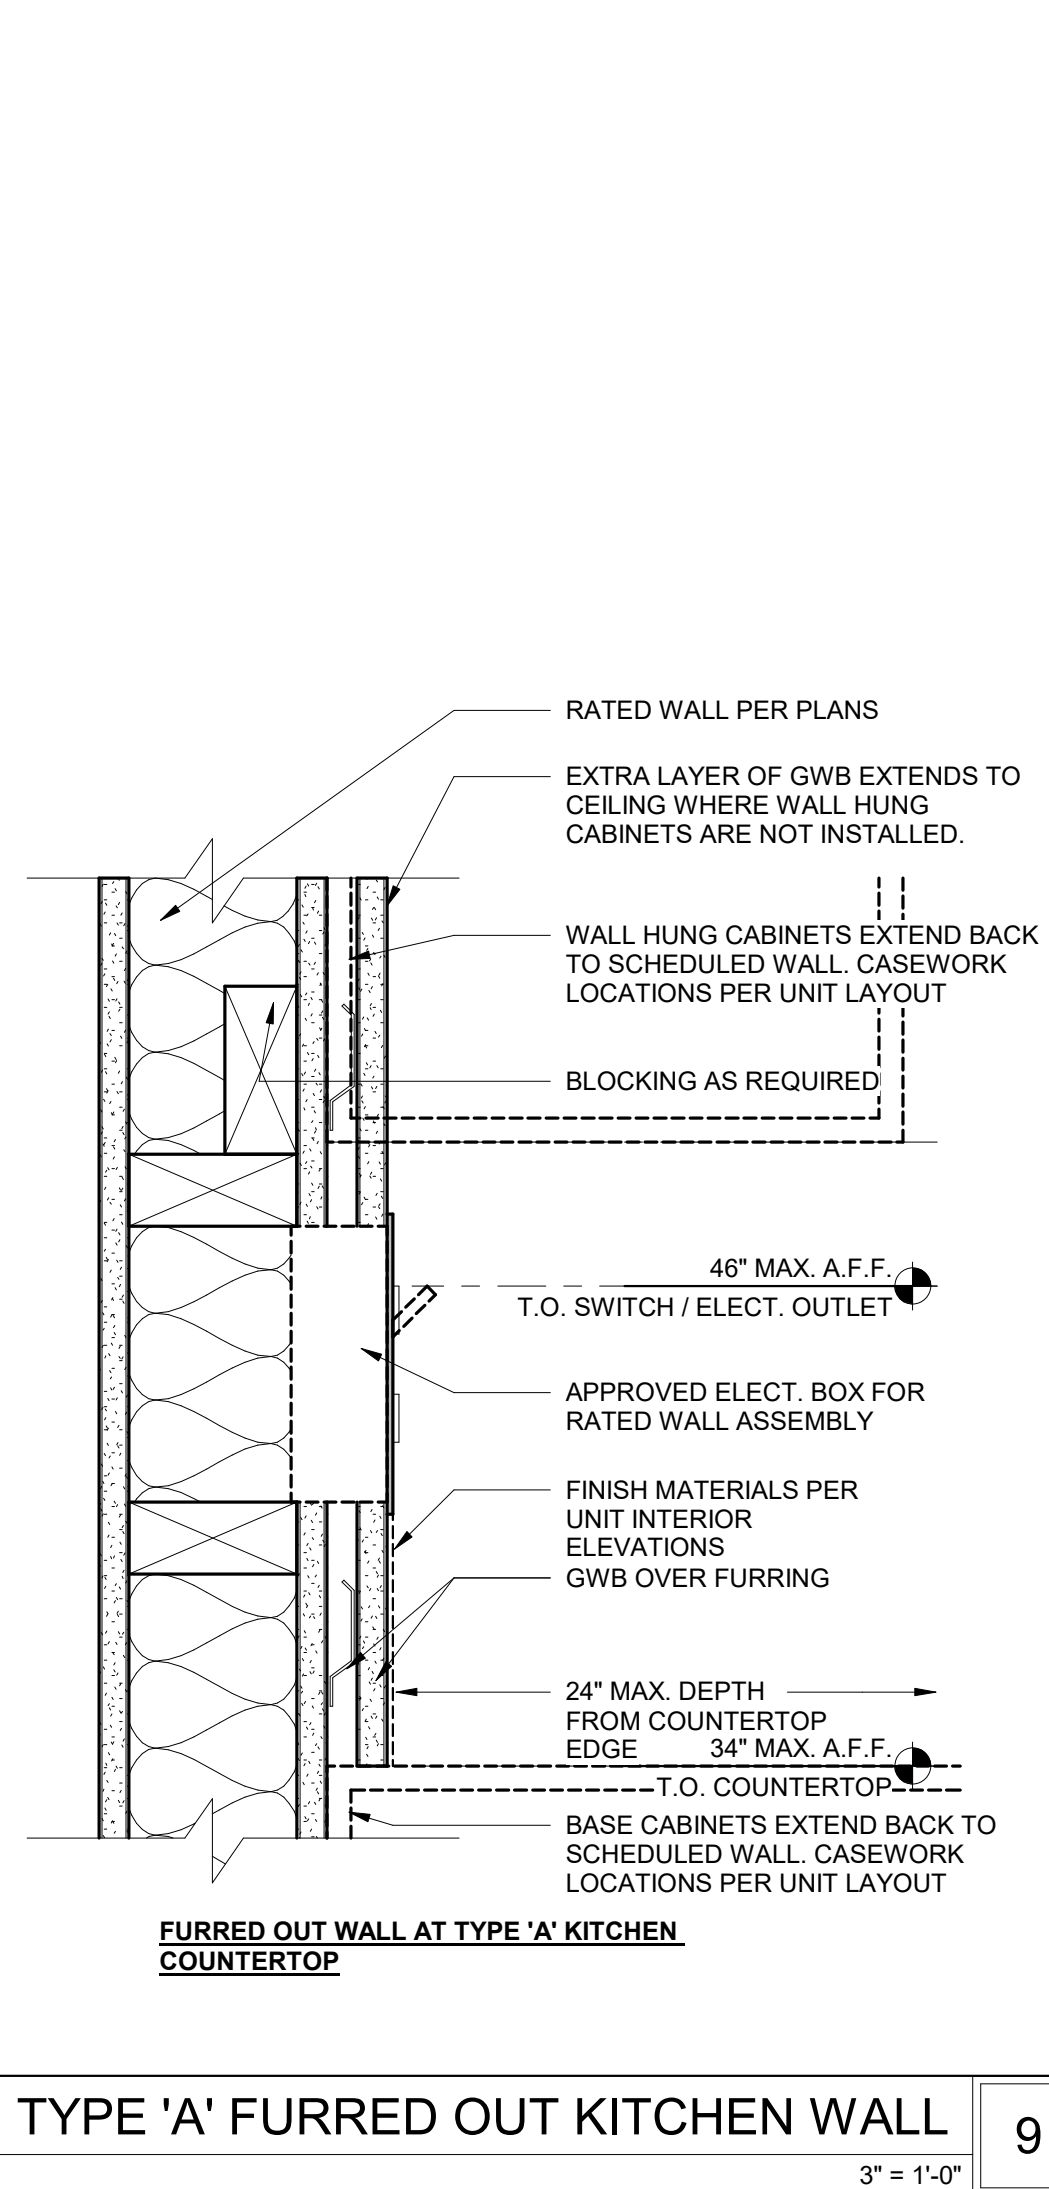 RATED WALL PER PLANS
EXTRA LAYER OF GWB EXTENDS TO
CEILING WHERE WALL HUNG
CABINETS ARE NOT INSTALLED.
WALL HUNG CABINETS EXTEND BACK
TO SCHEDULED WALL. CASEWORK
LOCATIONS PER UNIT LAYOUT
BLOCKING AS REQUIRED
46" MAX. A.F.F.
T.O. SWITCH / ELECT. OUTLET
APPROVED ELECT. BOX FOR
RATED WALL ASSEMBLY
FINISH MATERIALS PER
UNIT INTERIOR
ELEVATIONS
GWB OVER FURRING
24" MAX. DEPTH
FROM COUNTERTOP
EDGE
34" MAX. A.F.F.
T.O. COUNTERTOP
BASE CABINETS EXTEND BACK TO
SCHEDULED WALL. CASEWORK
LOCATIONS PER UNIT LAYOUT
FURRED OUT WALL AT TYPE 'A' KITCHEN
COUNTERTOP
TYPE 'A' FURRED OUT KITCHEN WALL
9
3" = 1'-0"